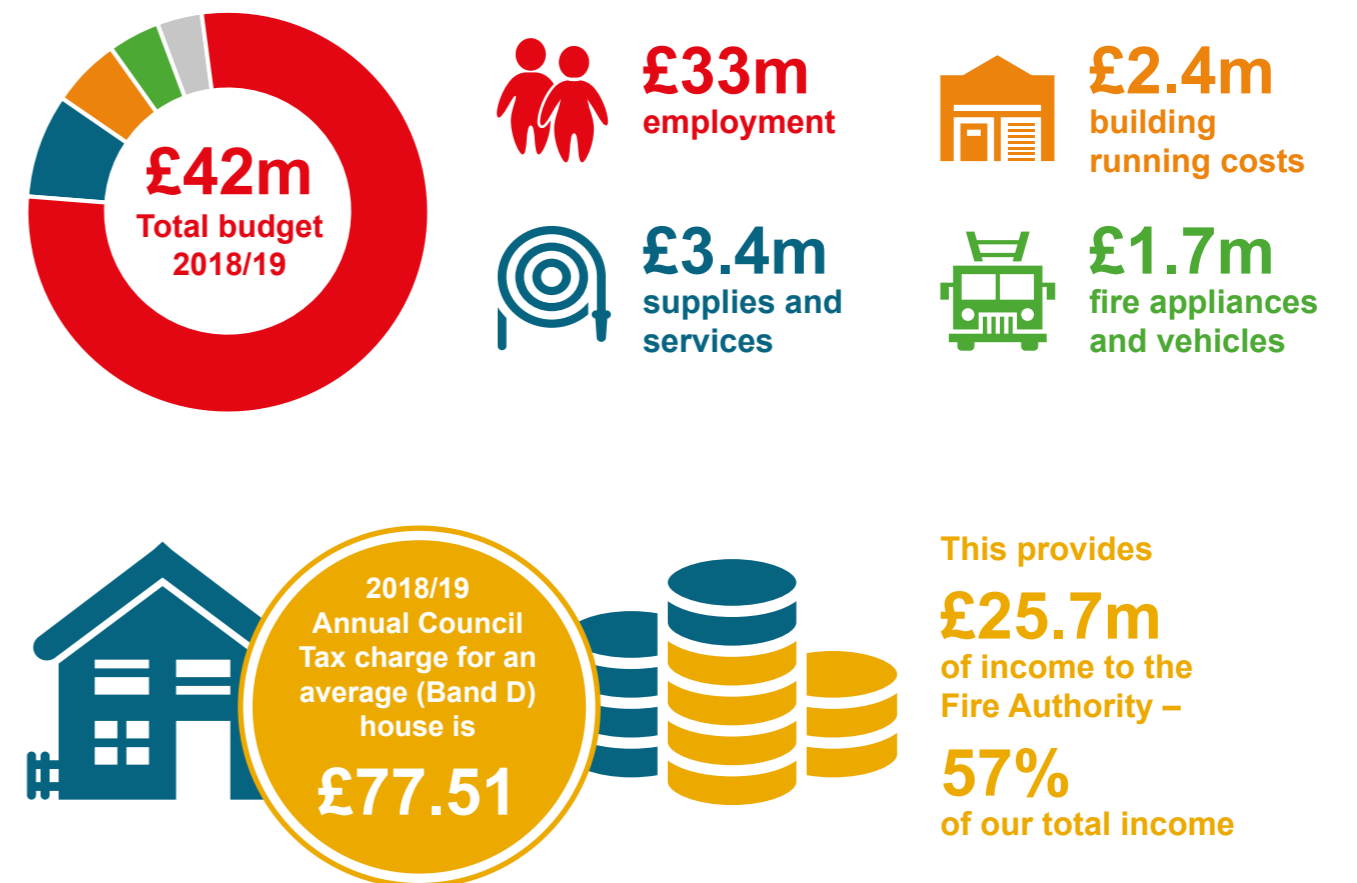 £42m
Total budget
2018/19
£33m
employment
£2.4m
building
running costs
£3.4m
supplies and
services
£1.7m
fire appliances
and vehicles
2018/19
Annual Council
Tax charge for an
average (Band D)
house is
£77.51
This provides
£25.7m
of income to the
Fire Authority –
57%
of our total income